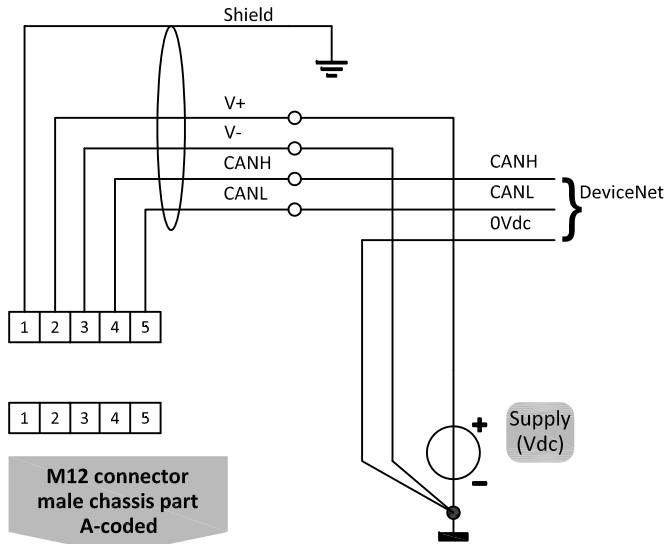 Shield
V+
V-
CANH
CANL
CANH
CANL
0Vdc
DeviceNet
1 2 3 4 5
1 2 3 4 5
+
Supply
(Vdc)
-
M12 connector
male chassis part
A-coded